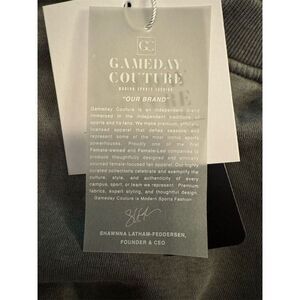 GC
GAMEDAY
COUTURE
MODERN SPORTS FASHION
"OUR BRAND"
Gameday Couture is an independent brand
immersed in the independent traditions of
sports and its fans. We make premium, officially
licensed apparel that defies seasons and
represent some of the most iconic sports
powerhouses. Proudly one of the first
Female-owned and Female-Led companies to
produce thoughtfully designed and ethically
sourced female-focused fan apparel. Our highly
curated collections celebrate and exemplify the
culture, style, and authenticity of every
campus, sport, or team we represent. Premium
fabrics, expert styling, and thoughtful design.
Gameday Couture is Modern Sports Fashion
SHAWNNA LATHAM-FEDDERSEN,
FOUNDER & CEO